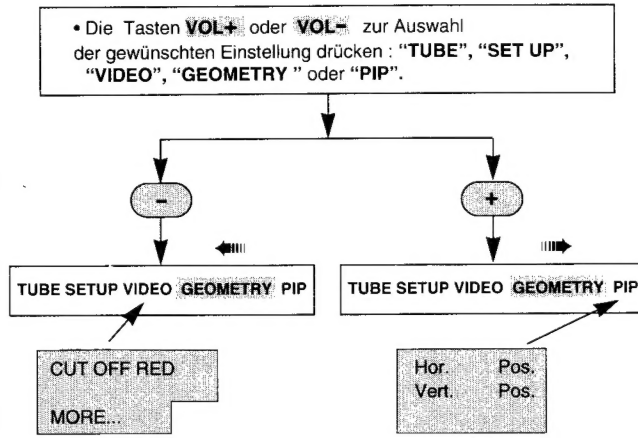 • Die Tasten VOL+ oder VOL- zur Auswahl
der gewünschten Einstellung drücken : “TUBE”, “SET UP”,
“VIDEO”, “GEOMETRY ” oder “PIP”.
-
+
TUBE SETUP VIDEO GEOMETRY PIP
TUBE SETUP VIDEO GEOMETRY PIP
CUT OFF RED
MORE...
Hor. Pos.
Vert. Pos.